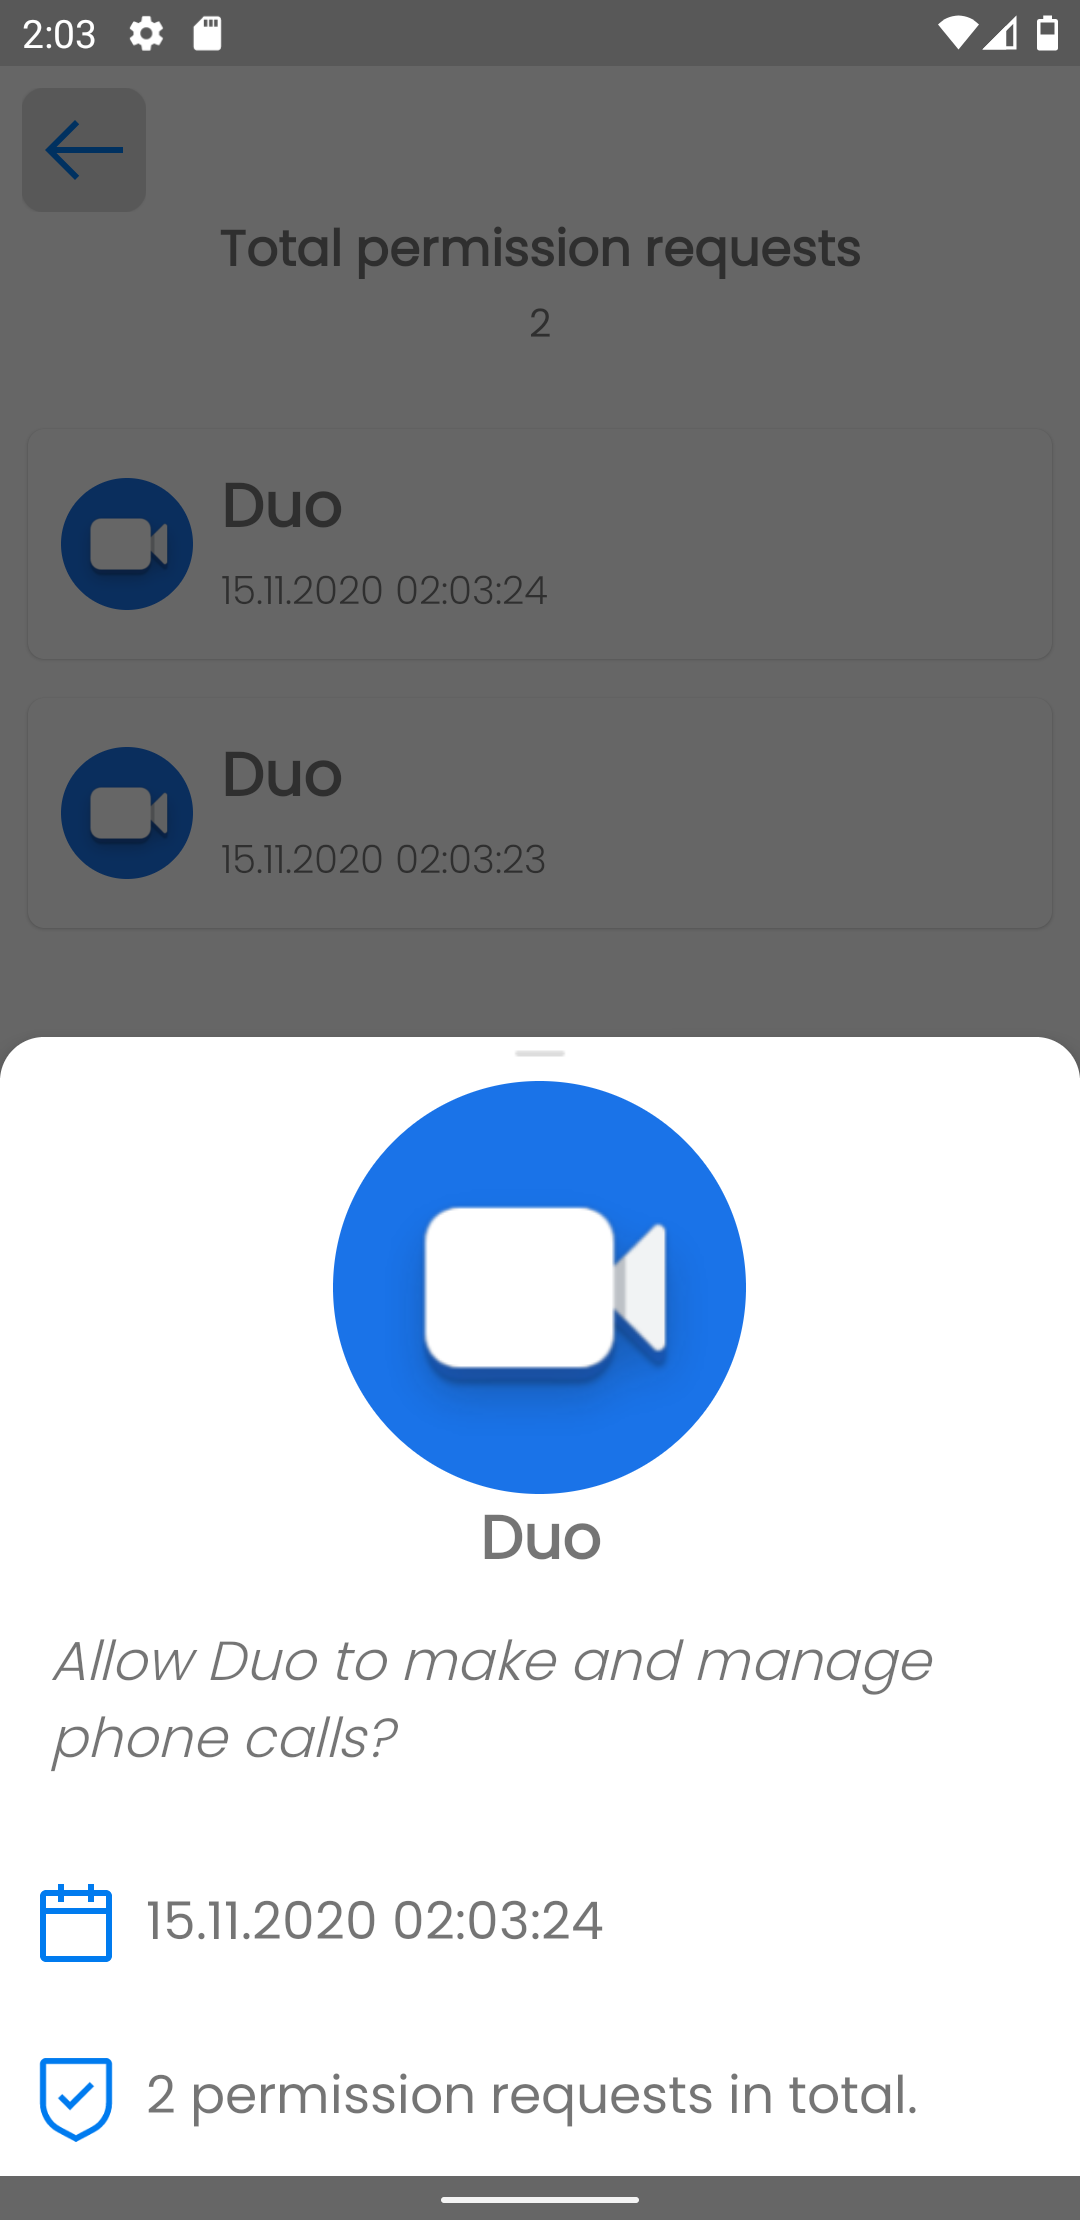 2:03
Total permission requests
2
Duo
15.11.2020 02:03:24
Duo
15.11.2020 02:03:23
Duo
Allow Duo to make and manage
phone calls?
15.11.2020 02:03:24
2 permission requests in total.